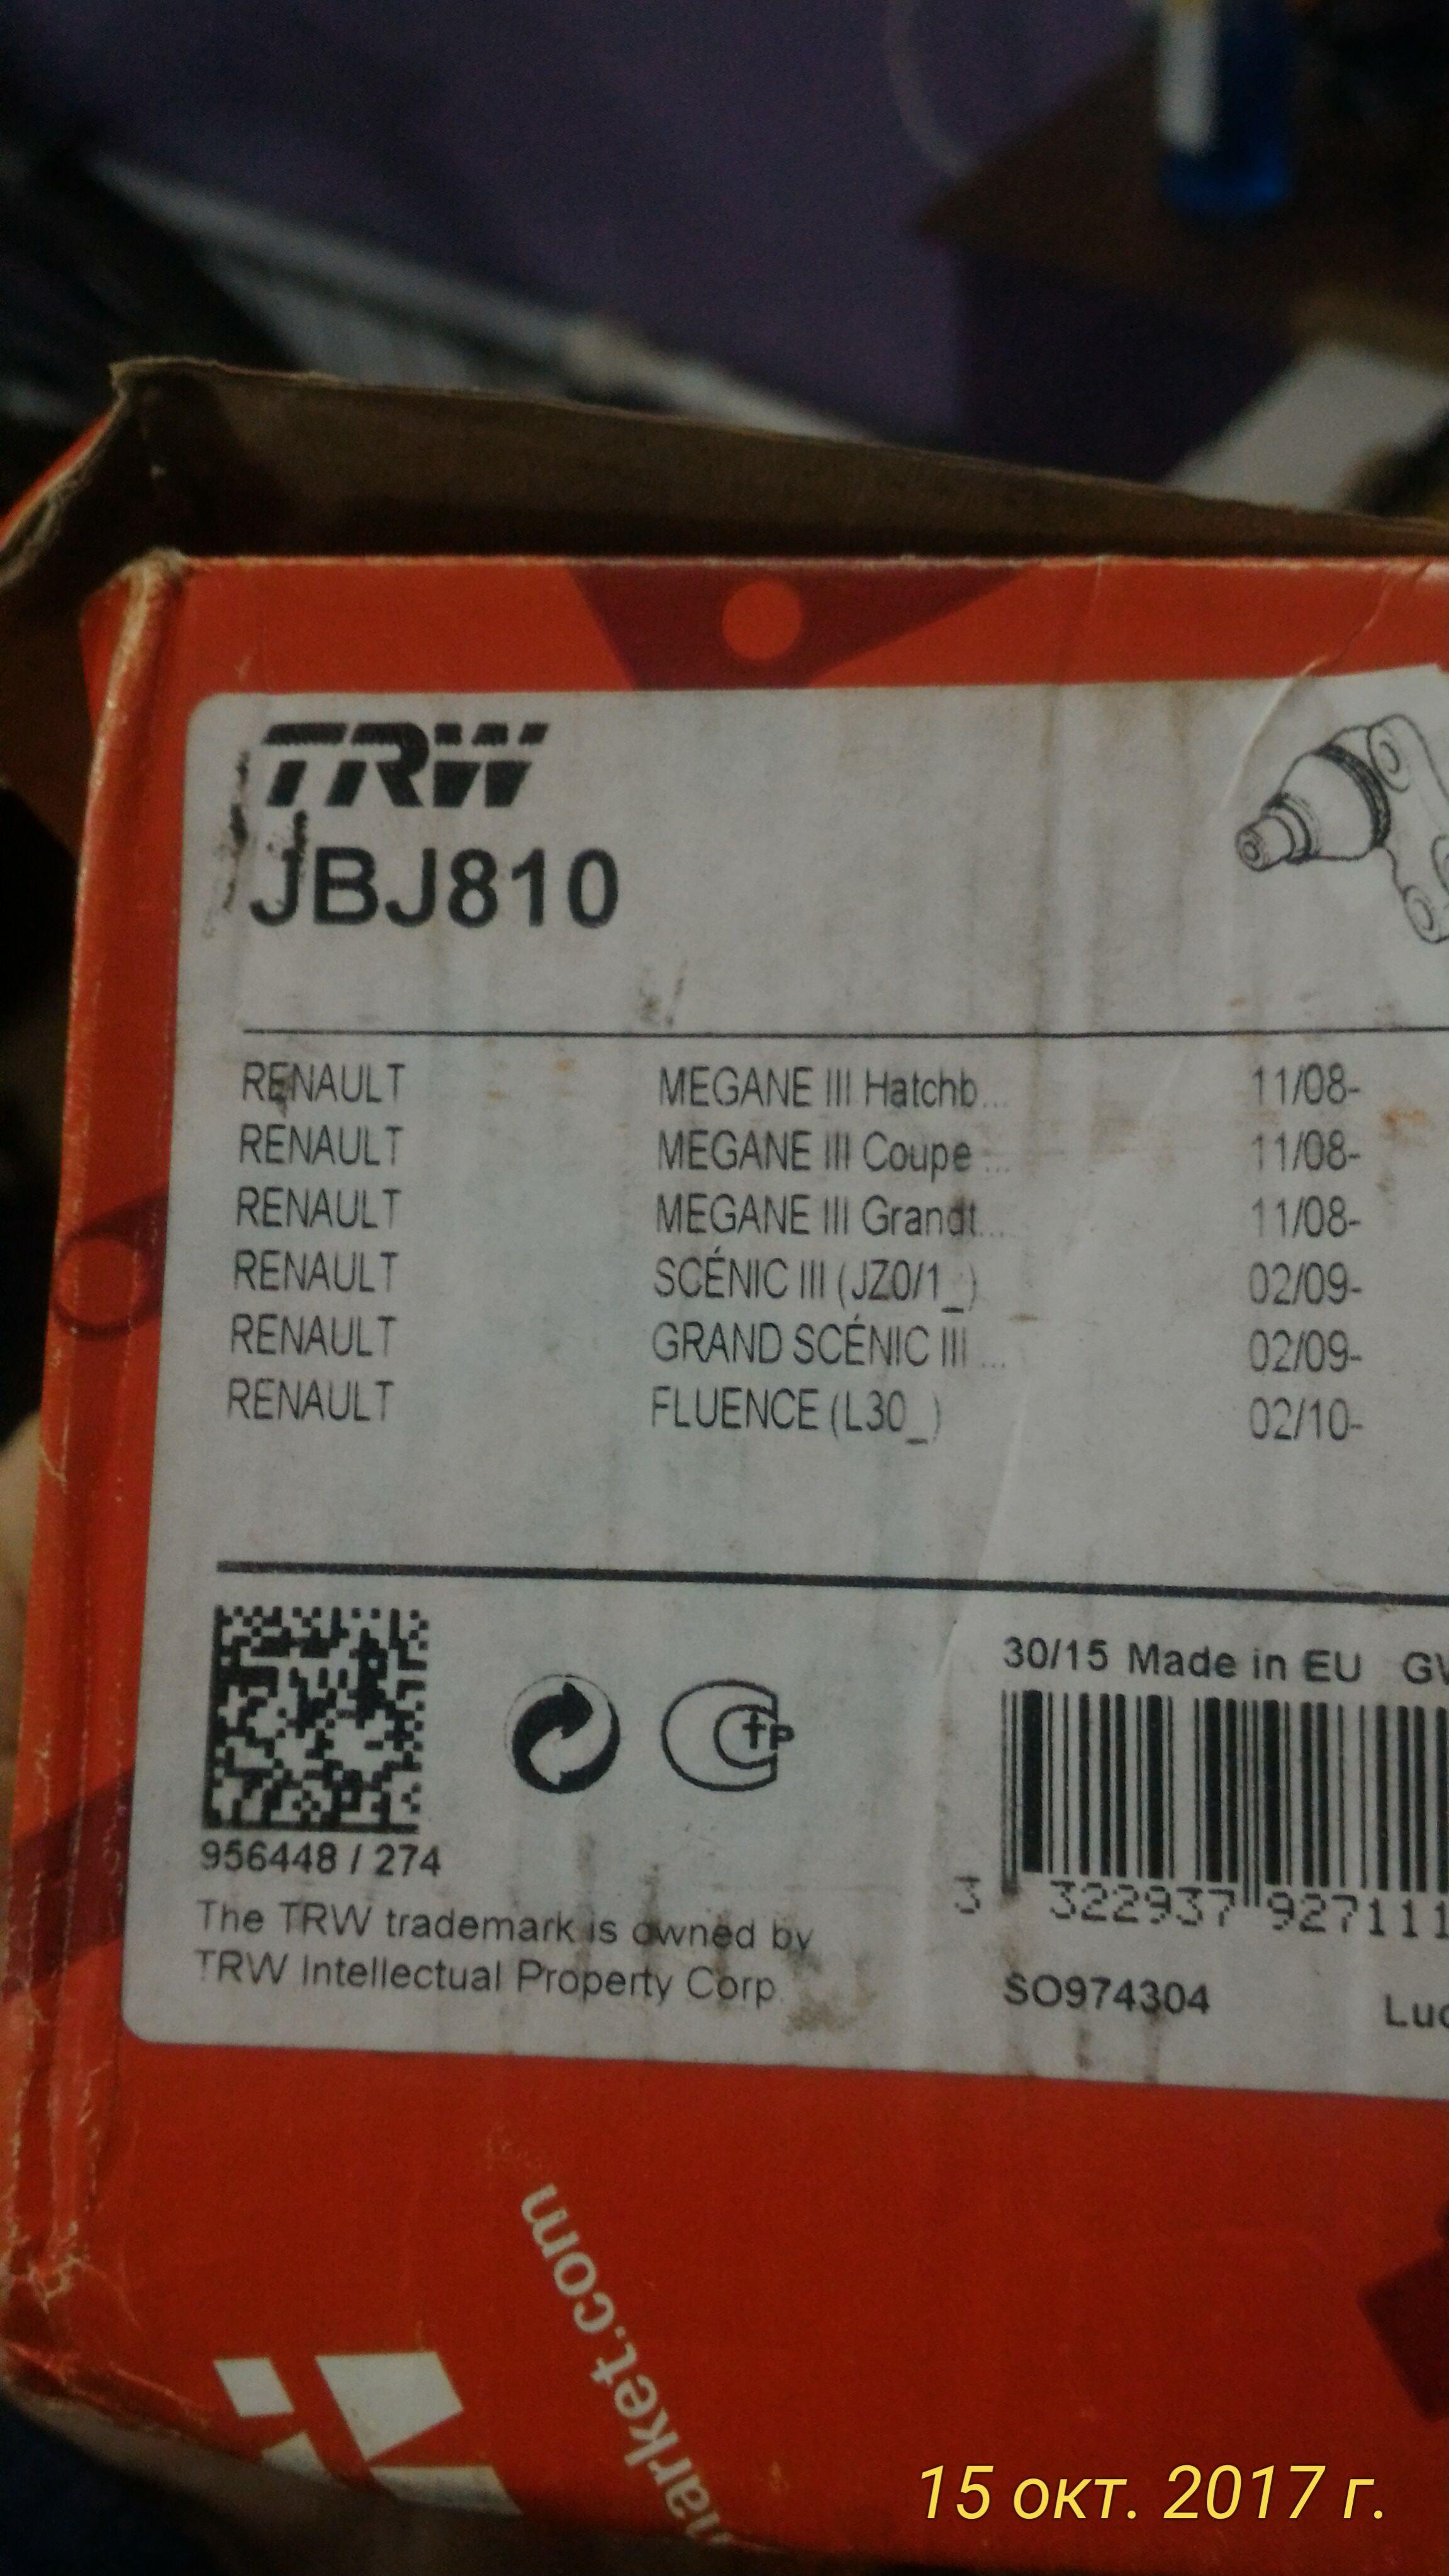 TRW
JBJ810
RENAULT MEGANE III Hatchb... 11/08-
RENAULT MEGANE III Coupe ... 11/08-
RENAULT MEGANE III Grandt... 11/08-
RENAULT SCÉNIC III (JZ0/1_) 02/09-
RENAULT GRAND SCÉNIC III ... 02/09-
RENAULT FLUENCE (L30_) 02/10-
30/15 Made in EU
956448 / 274
3 322937 927111
The TRW trademark is owned by
TRW Intellectual Property Corp.
SO974304
market.com
15 окт. 2017 г.